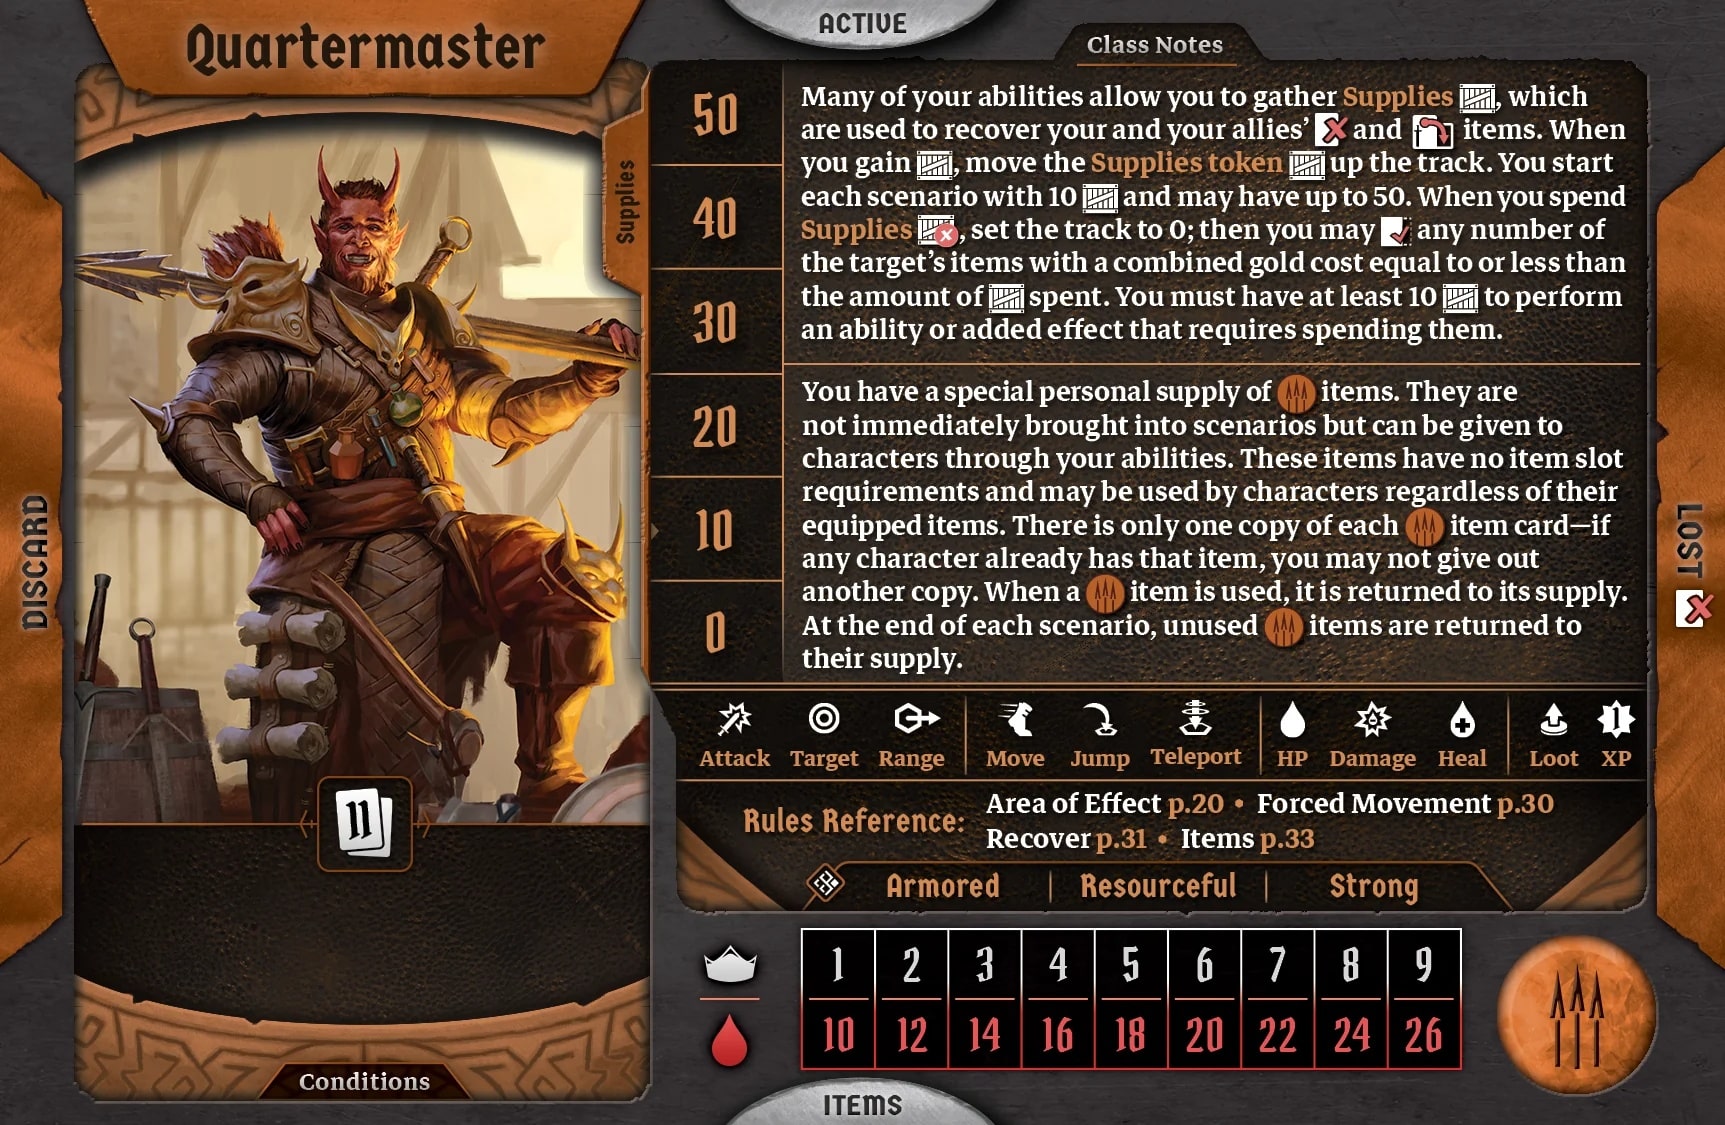 Quartermaster
ACTIVE
Class Notes
Supplies
50
40
30
20
10
0
Many of your abilities allow you to gather Supplies, which
are used to recover your and your allies’ and items. When
you gain, move the Supplies token up the track. You start
each scenario with 10 and may have up to 50. When you spend
Supplies, set the track to 0; then you may any number of
the target’s items with a combined gold cost equal to or less than
the amount of spent. You must have at least 10 to perform
an ability or added effect that requires spending them.
You have a special personal supply of items. They are
not immediately brought into scenarios but can be given to
characters through your abilities. These items have no item slot
requirements and may be used by characters regardless of their
equipped items. There is only one copy of each item card—if
any character already has that item, you may not give out
another copy. When a item is used, it is returned to its supply.
At the end of each scenario, unused items are returned to
their supply.
DISCARD
LOST
Attack Target Range Move Jump Teleport HP Damage Heal Loot 1 XP
11
Rules Reference: Area of Effect p.20 • Forced Movement p.30
Recover p.31 • Items p.33
Armored | Resourceful | Strong
1 2 3 4 5 6 7 8 9
10 12 14 16 18 20 22 24 26
Conditions
ITEMS